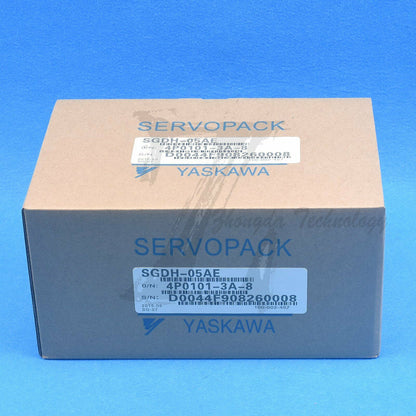 SERVOPACK
SGDH-05AE
O/N: 4P0101-3A-8
S/N: D0044F908260008
YASKAWA
Zhongda Technology
SERVOPACK
SGDH-05AE
O/N: 4P0101-3A-8
S/N: D0044F908260008
YASKAWA